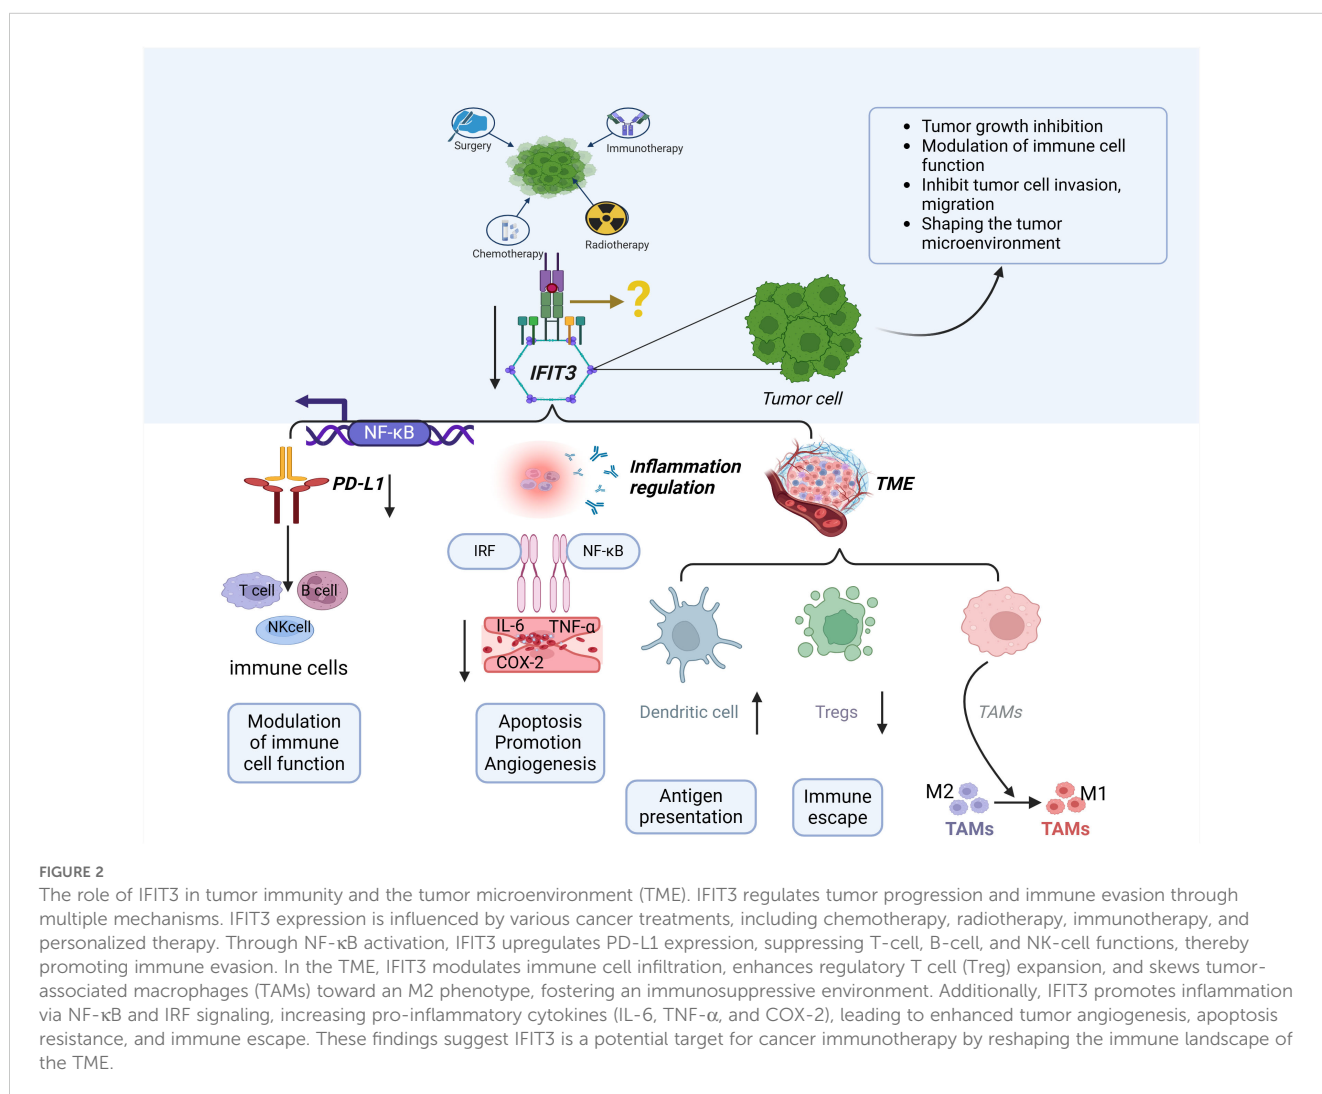 Surgery
Immunotherapy
Chemotherapy
Radiotherapy
?
• Tumor growth inhibition
• Modulation of immune cell
function
• Inhibit tumor cell invasion,
migration
• Shaping the tumor
microenvironment
IFIT3
Tumor cell
NF-κB
PD-L1
Inflammation
regulation
TME
IRF
NF-κB
T cell
B cell
NKcell
immune cells
IL-6
TNF-α
COX-2
Modulation
of immune
cell function
Apoptosis
Promotion
Angiogenesis
Dendritic cell
Tregs
TAMs
Antigen
presentation
Immune
escape
M2
TAMs
M1
TAMs
FIGURE 2
The role of IFIT3 in tumor immunity and the tumor microenvironment (TME). IFIT3 regulates tumor progression and immune evasion through
multiple mechanisms. IFIT3 expression is influenced by various cancer treatments, including chemotherapy, radiotherapy, immunotherapy, and
personalized therapy. Through NF-κB activation, IFIT3 upregulates PD-L1 expression, suppressing T-cell, B-cell, and NK-cell functions, thereby
promoting immune evasion. In the TME, IFIT3 modulates immune cell infiltration, enhances regulatory T cell (Treg) expansion, and skews tumor-
associated macrophages (TAMs) toward an M2 phenotype, fostering an immunosuppressive environment. Additionally, IFIT3 promotes inflammation
via NF-κB and IRF signaling, increasing pro-inflammatory cytokines (IL-6, TNF-α, and COX-2), leading to enhanced tumor angiogenesis, apoptosis
resistance, and immune escape. These findings suggest IFIT3 is a potential target for cancer immunotherapy by reshaping the immune landscape of
the TME.